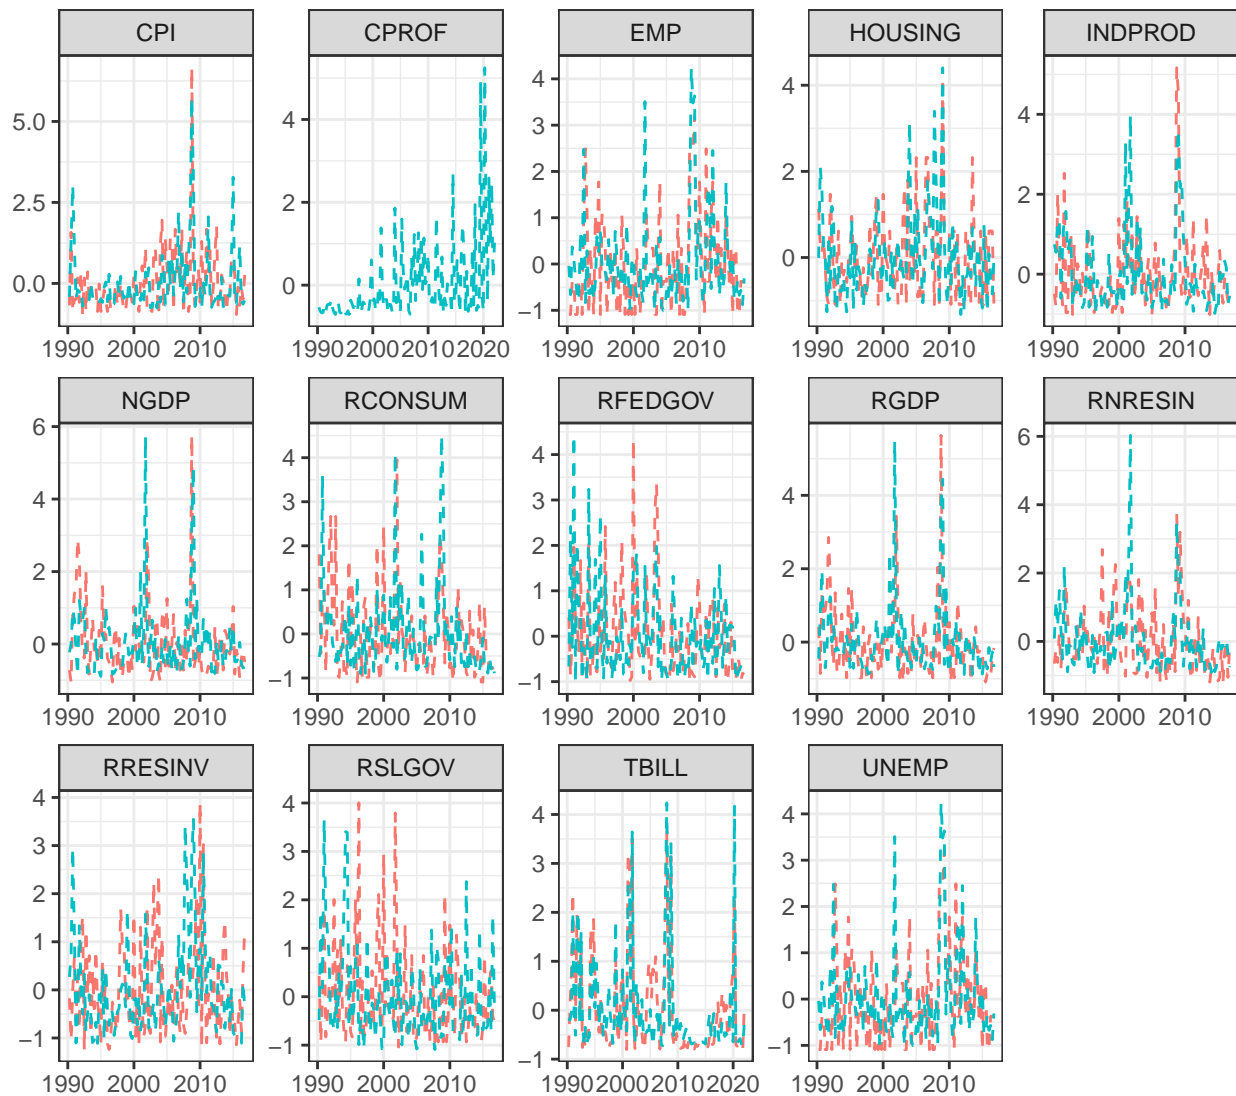 CPI CPROF EMP HOUSING INDPROD
5.0 2.5 0.0
4 2 0
4 3 2 1 0 −1
4 2 0
4 2 0
1990 2000 2010 1990 2000 2010 2020 1990 2000 2010 1990 2000 2010 1990 2000 2010
NGDP RCONSUM RFEDGOV RGDP RNRESIN
6 4 2 0
4 3 2 1 0 −1
4 3 2 1 0 −1
4 2 0
6 4 2 0
1990 2000 2010 1990 2000 2010 1990 2000 2010 1990 2000 2010 1990 2000 2010
RRESINV RSLGOV TBILL UNEMP
4 3 2 1 0 −1
4 3 2 1 0 −1
4 3 2 1 0 −1
4 3 2 1 0 −1
1990 2000 2010 1990 2000 2010 1990 2000 2010 2020 1990 2000 2010